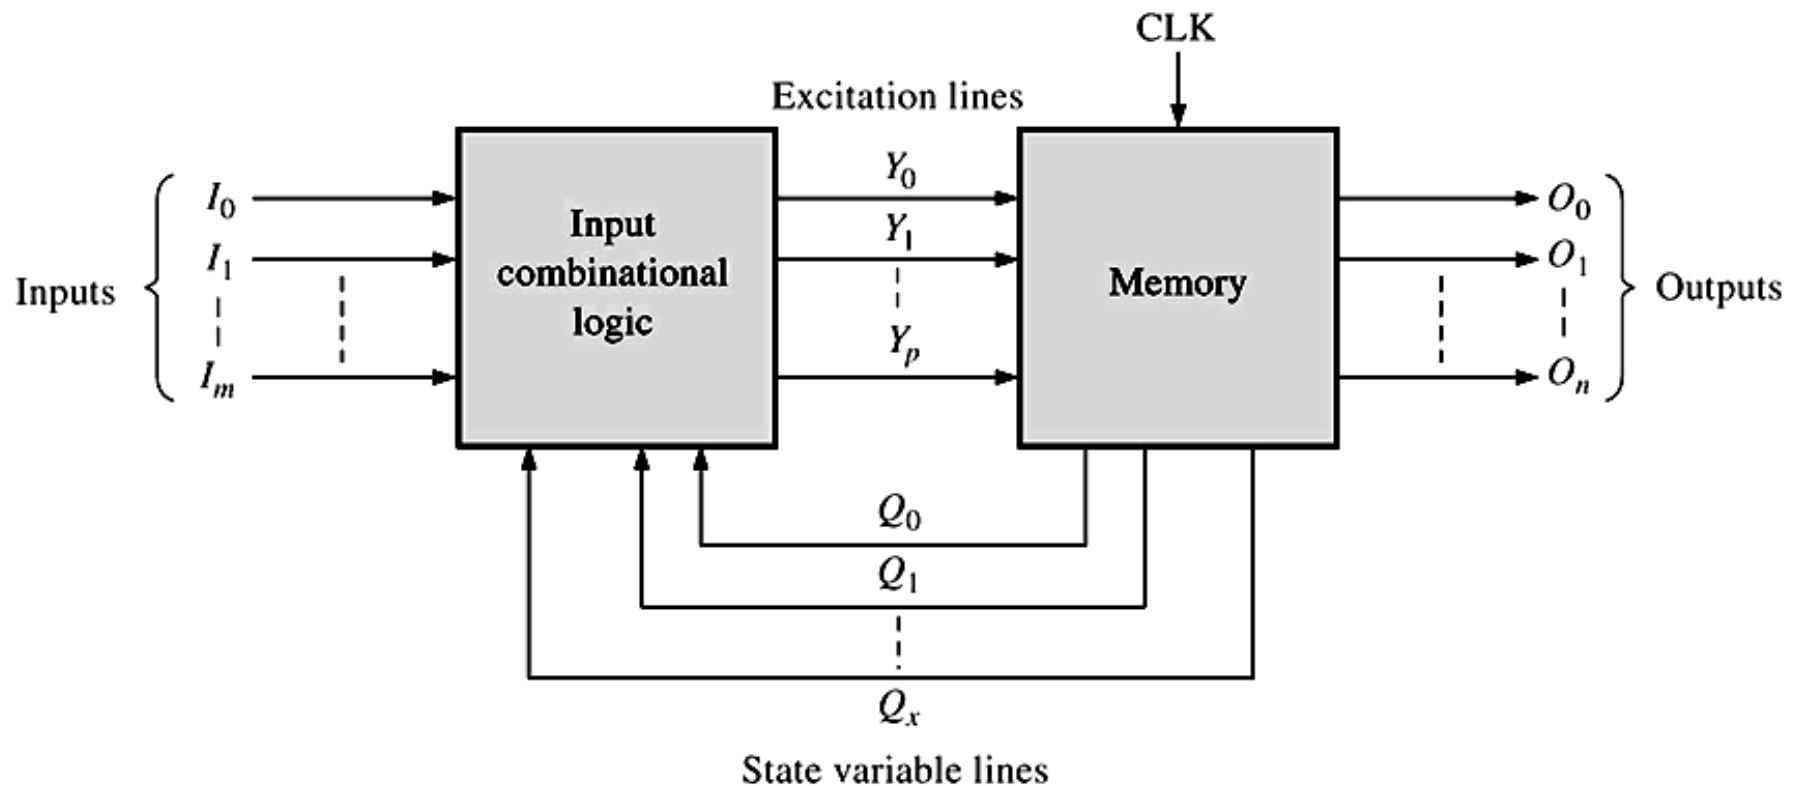 CLK
Excitation lines
Inputs
I0
I1
Im
Input
combinational
logic
Y0
Y1
Yp
Memory
O0
O1
On
Outputs
Q0
Q1
Qx
State variable lines